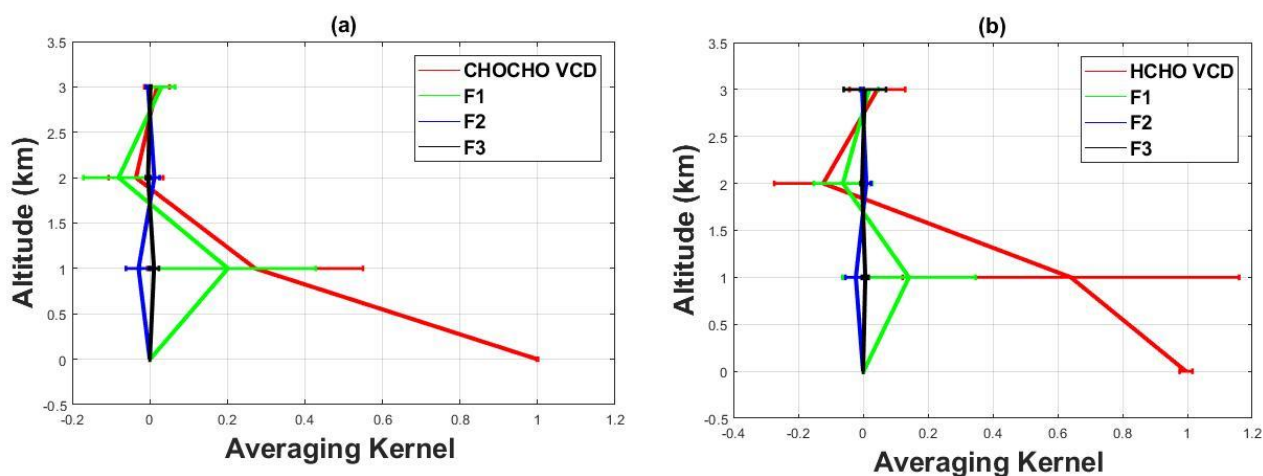 (a)
3.5
3
2.5
2
1.5
1
0.5
0
-0.5
Altitude (km)
CHOCHO VCD
F1
F2
F3
-0.2
0
0.2
0.4
0.6
0.8
1
1.2
Averaging Kernel
(b)
3.5
3
2.5
2
1.5
1
0.5
0
-0.5
Altitude (km)
HCHO VCD
F1
F2
F3
-0.4
-0.2
0
0.2
0.4
0.6
0.8
1
1.2
Averaging Kernel